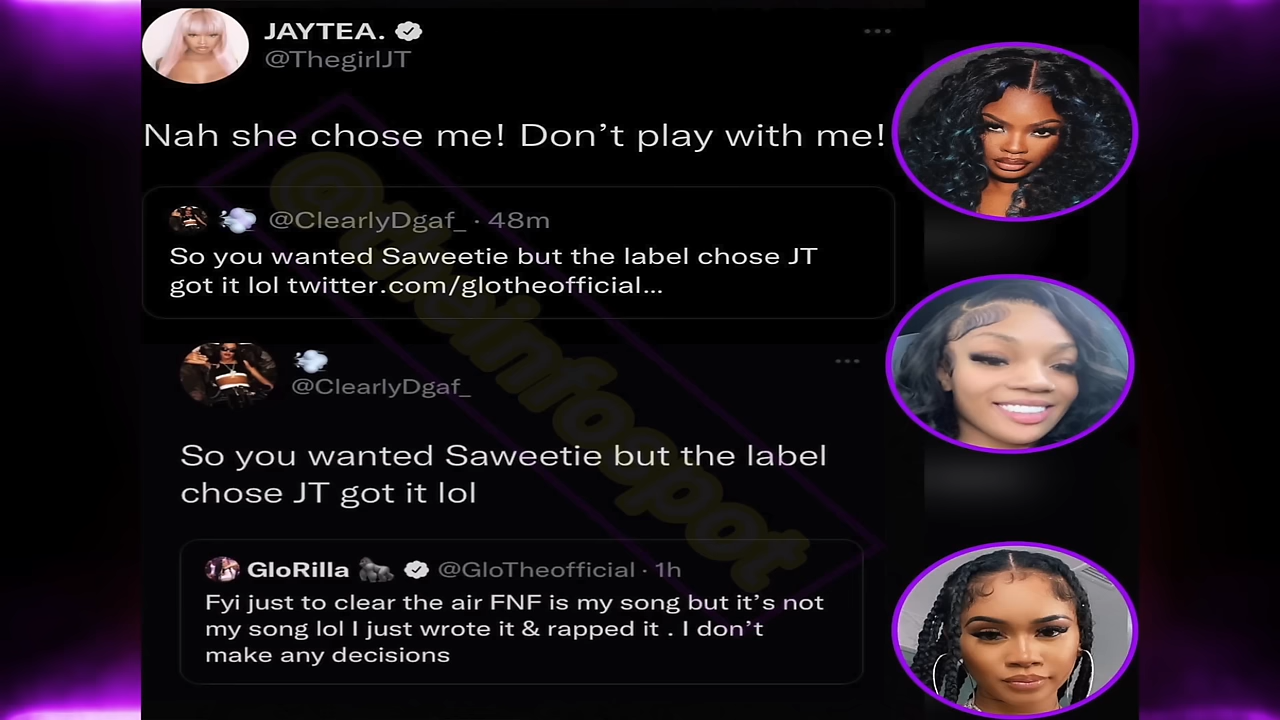 JAYTEA.
@ThegirlJT
Nah she chose me! Don’t play with me!
@ClearlyDgaf_ · 48m
So you wanted Saweetie but the label chose JT
got it lol twitter.com/glotheofficial...
@ClearlyDgaf_
So you wanted Saweetie but the label
chose JT got it lol
GloRilla 🦍 @GloTheofficial · 1h
Fyi just to clear the air FNF is my song but it’s not
my song lol I just wrote it & rapped it . I don’t
make any decisions